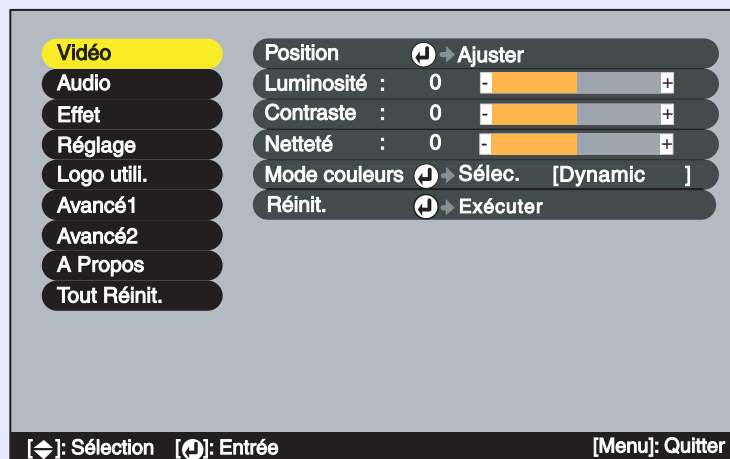 Vidéo
Audio
Effet
Réglage
Logo utili.
Avancé1
Avancé2
A Propos
Tout Réinit.
Position Ajuster
Luminosité : 0 - +
Contraste : 0 - +
Netteté : 0 - +
Mode couleurs Sélec. [Dynamic ]
Réinit. Exécuter
[ ]: Sélection [ ]: Entrée [Menu]: Quitter